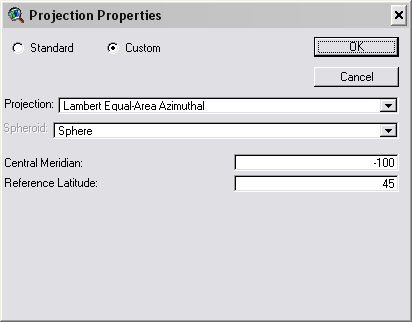 Projection Properties
Standard Custom OK
Cancel
Projection: Lambert Equal-Area Azimuthal
Spheroid: Sphere
Central Meridian: -100
Reference Latitude: 45